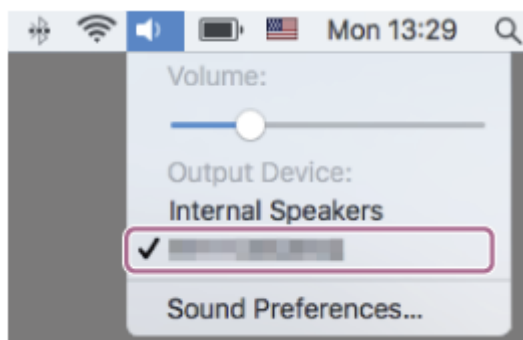 Mon 13:29
Volume:
Output Device:
Internal Speakers
Sound Preferences...